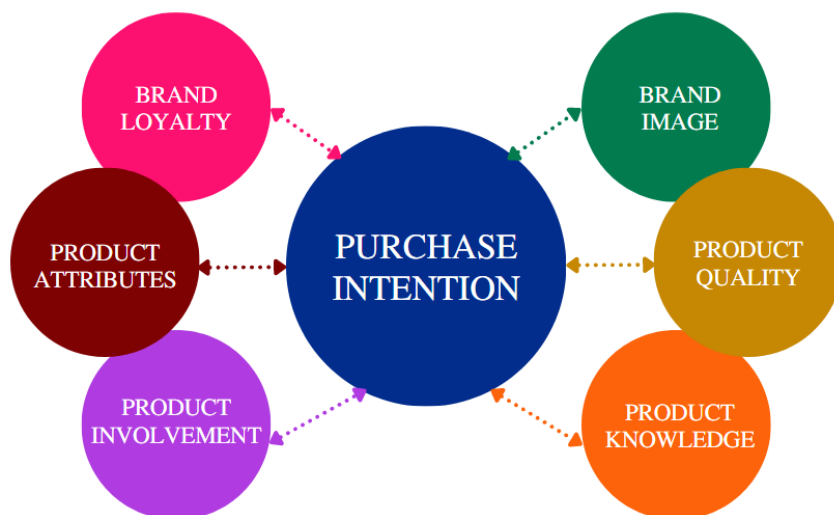 BRAND
LOYALTY
BRAND
IMAGE
PRODUCT
ATTRIBUTES
PURCHASE
INTENTION
PRODUCT
QUALITY
PRODUCT
INVOLVEMENT
PRODUCT
KNOWLEDGE